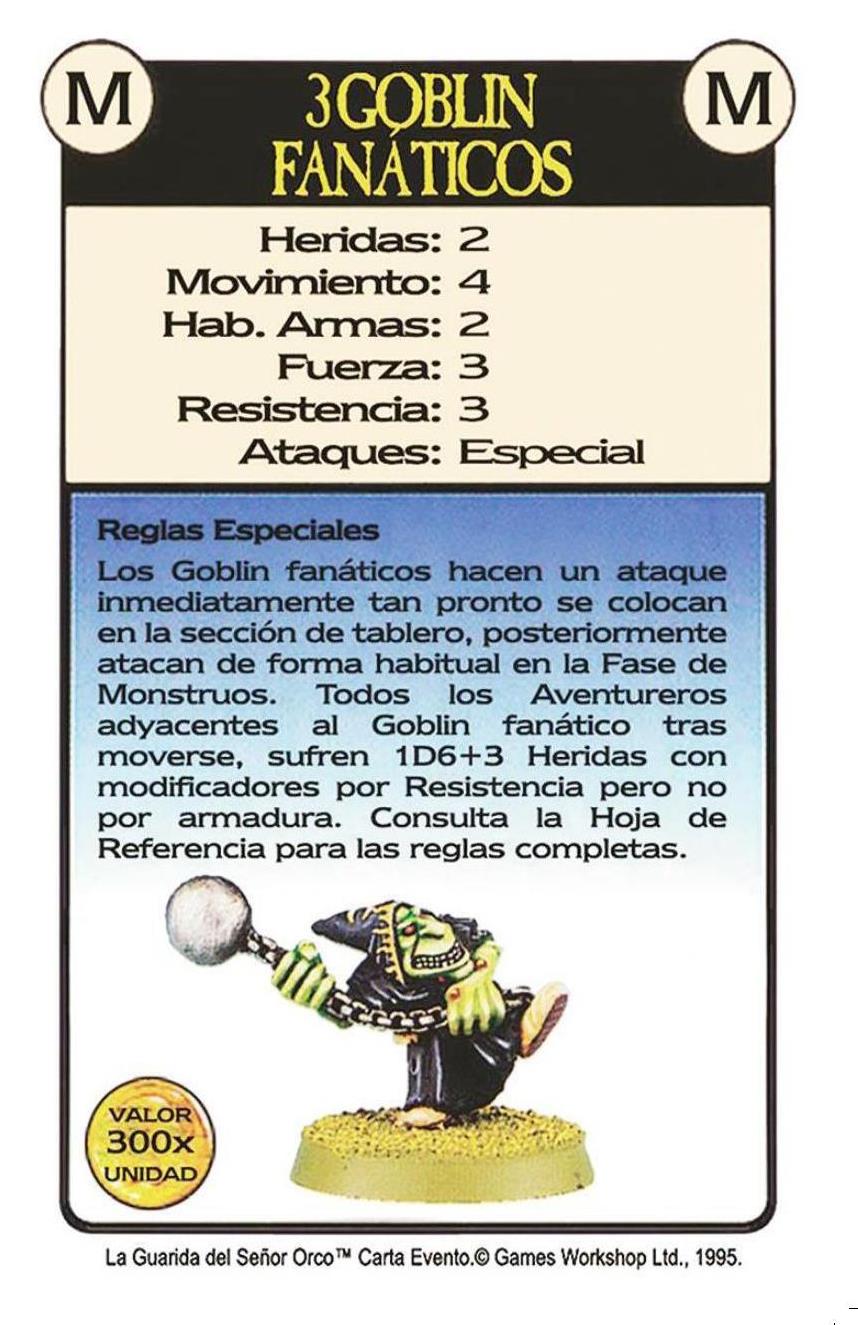 M
3 GOBLIN
FANÁTICOS
M
Heridas: 2
Movimiento: 4
Hab. Armas: 2
Fuerza: 3
Resistencia: 3
Ataques: Especial
Reglas Especiales
Los Goblin fanáticos hacen un ataque
inmediatamente tan pronto se colocan
en la sección de tablero, posteriormente
atacan de forma habitual en la Fase de
Monstruos. Todos los Aventureros
adyacentes al Goblin fanático tras
moverse, sufren 1D6+3 Heridas con
modificadores por Resistencia pero no
por armadura. Consulta la Hoja de
Referencia para las reglas completas.
VALOR
300x
UNIDAD
La Guarida del Señor Orco™ Carta Evento.© Games Workshop Ltd., 1995.